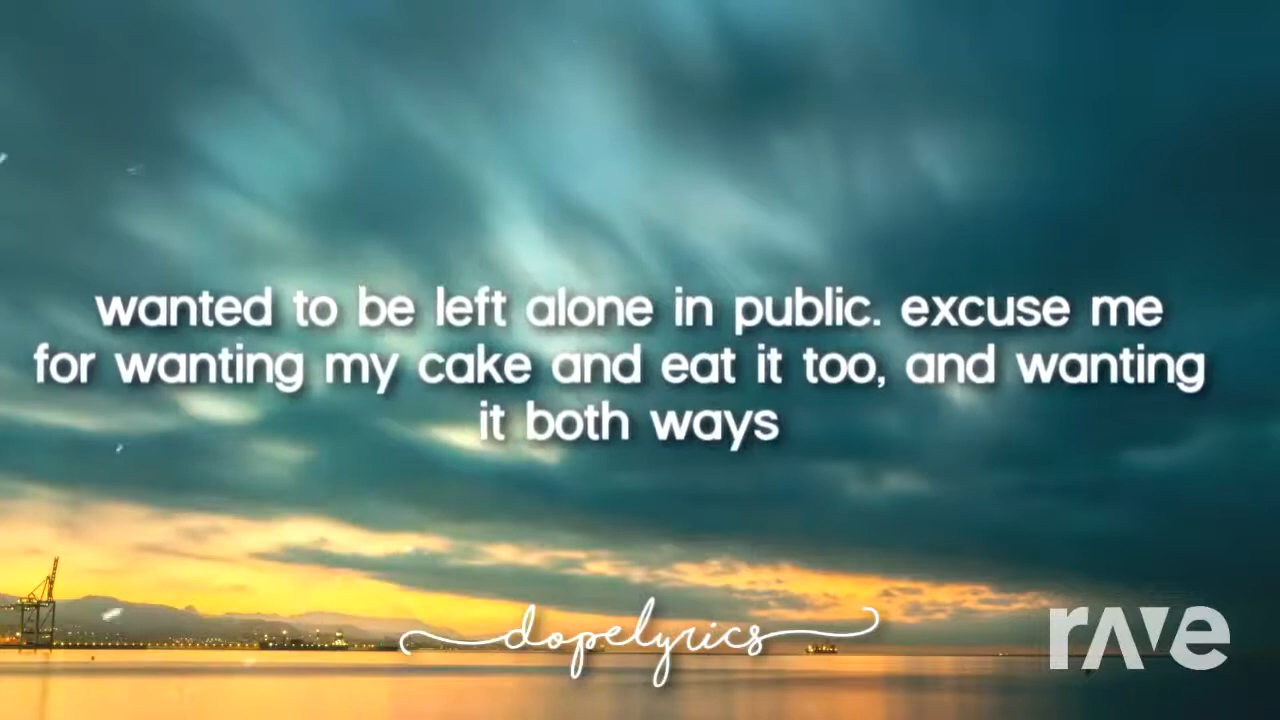 wanted to be left alone in public. excuse me
for wanting my cake and eat it too, and wanting
it both ways
dopelyrics
rave